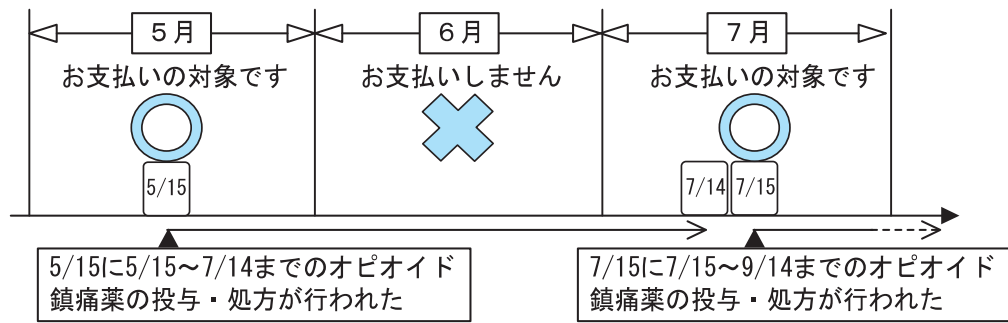 5月
6月
7月
お支払いの対象です
お支払いしません
お支払いの対象です
5/15
7/14
7/15
5/15に5/15～7/14までのオピオイド
鎮痛薬の投与・処方が行われた
7/15に7/15～9/14までのオピオイド
鎮痛薬の投与・処方が行われた